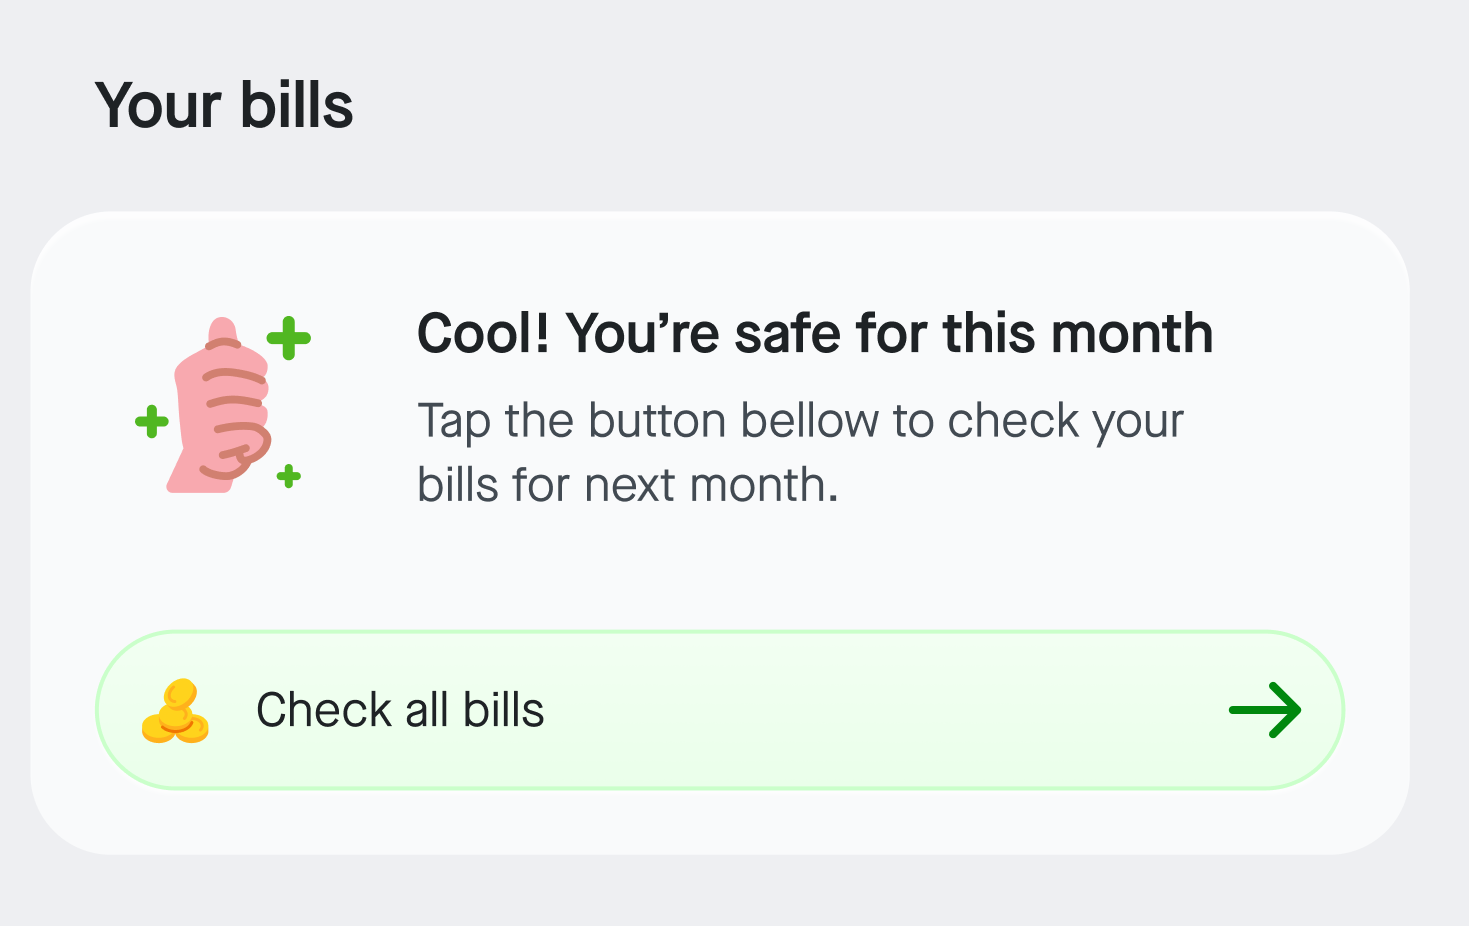 Your bills
Cool! You’re safe for this month
Tap the button bellow to check your
bills for next month.
Check all bills